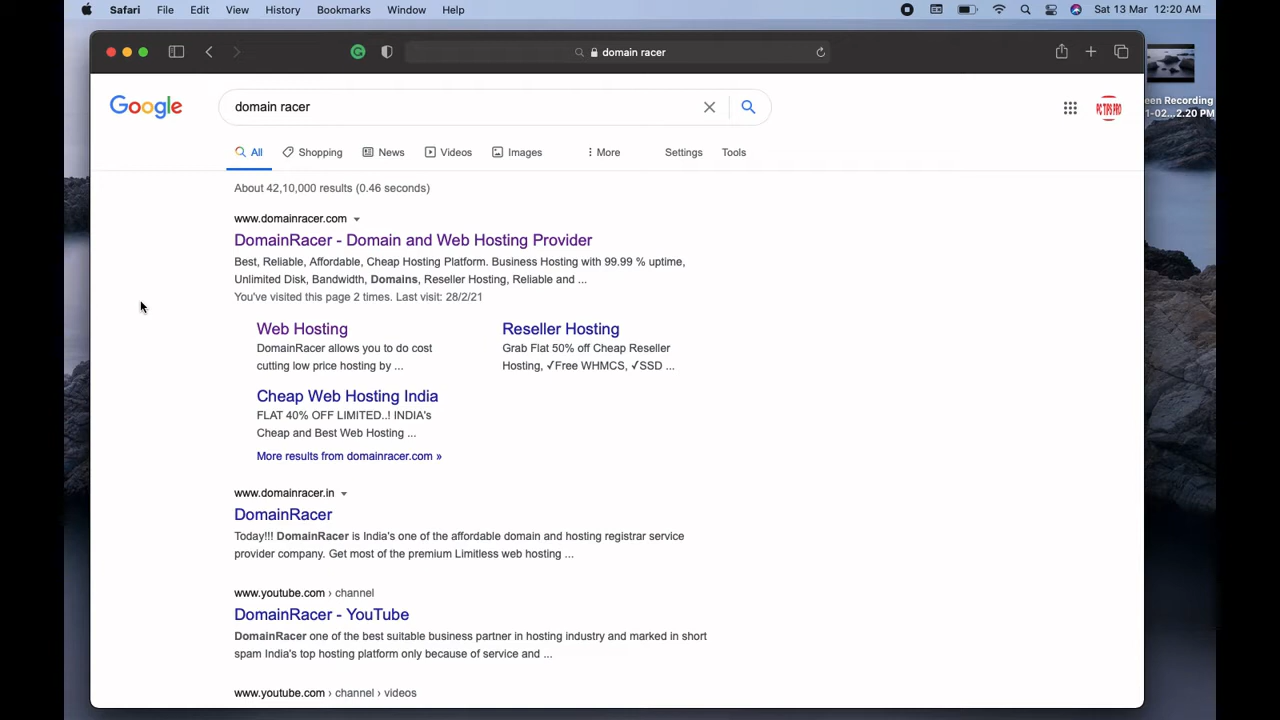 Safari File Edit View History Bookmarks Window Help Sat 13 Mar 12:20 AM
domain racer
een Recording
1-02...2.20 PM
Google domain racer PC TIPS PRO
All Shopping News Videos Images More Settings Tools
About 42,10,000 results (0.46 seconds)
www.domainracer.com
DomainRacer - Domain and Web Hosting Provider
Best, Reliable, Affordable, Cheap Hosting Platform. Business Hosting with 99.99 % uptime,
Unlimited Disk, Bandwidth, Domains, Reseller Hosting, Reliable and ...
You've visited this page 2 times. Last visit: 28/2/21
Web Hosting
DomainRacer allows you to do cost
cutting low price hosting by ...
Reseller Hosting
Grab Flat 50% off Cheap Reseller
Hosting, √Free WHMCS, √SSD ...
Cheap Web Hosting India
FLAT 40% OFF LIMITED..! INDIA's
Cheap and Best Web Hosting ...
More results from domainracer.com »
www.domainracer.in
DomainRacer
Today!!! DomainRacer is India's one of the affordable domain and hosting registrar service
provider company. Get most of the premium Limitless web hosting ...
www.youtube.com › channel
DomainRacer - YouTube
DomainRacer one of the best suitable business partner in hosting industry and marked in short
spam India's top hosting platform only because of service and ...
www.youtube.com › channel › videos